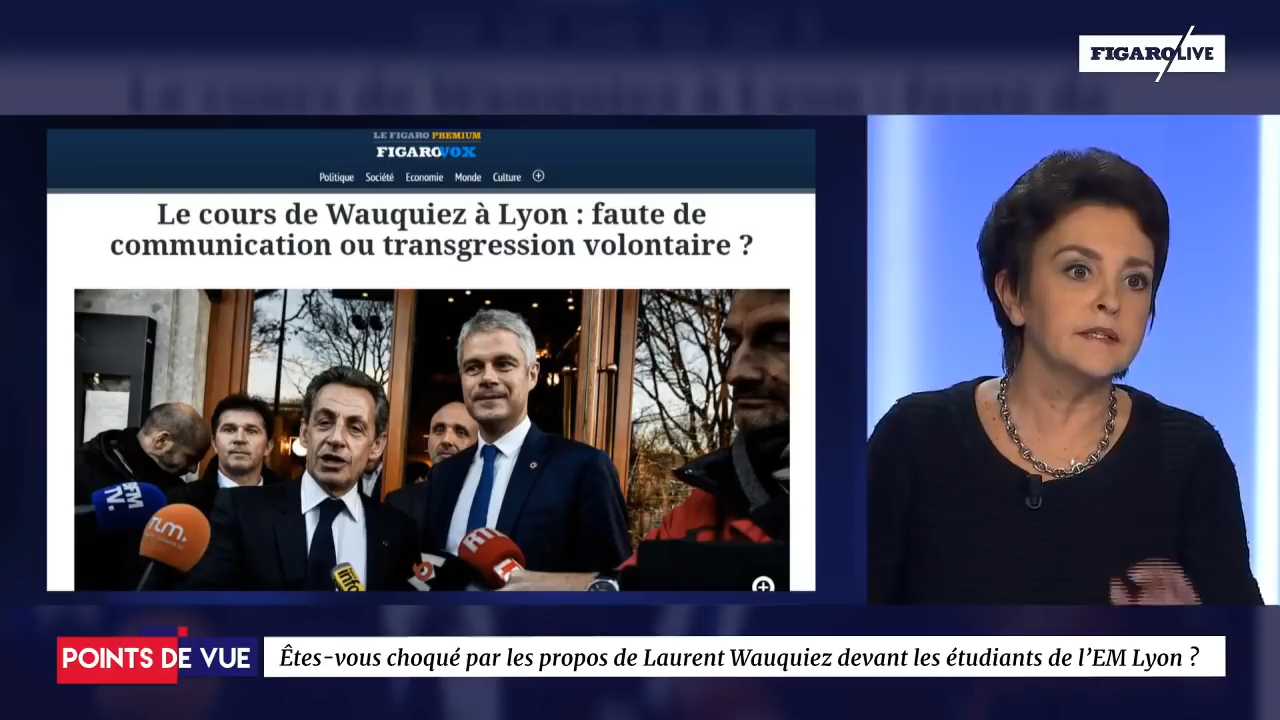 FIGARO LIVE
LE FIGARO PREMIUM
FIGAROVOX
Politique Société Economie Monde Culture
Le cours de Wauquiez à Lyon : faute de
communication ou transgression volontaire ?
BFM
TV.
TLM.
RTL
info
POINTS DE VUE
Êtes-vous choqué par les propos de Laurent Wauquiez devant les étudiants de l’EM Lyon ?